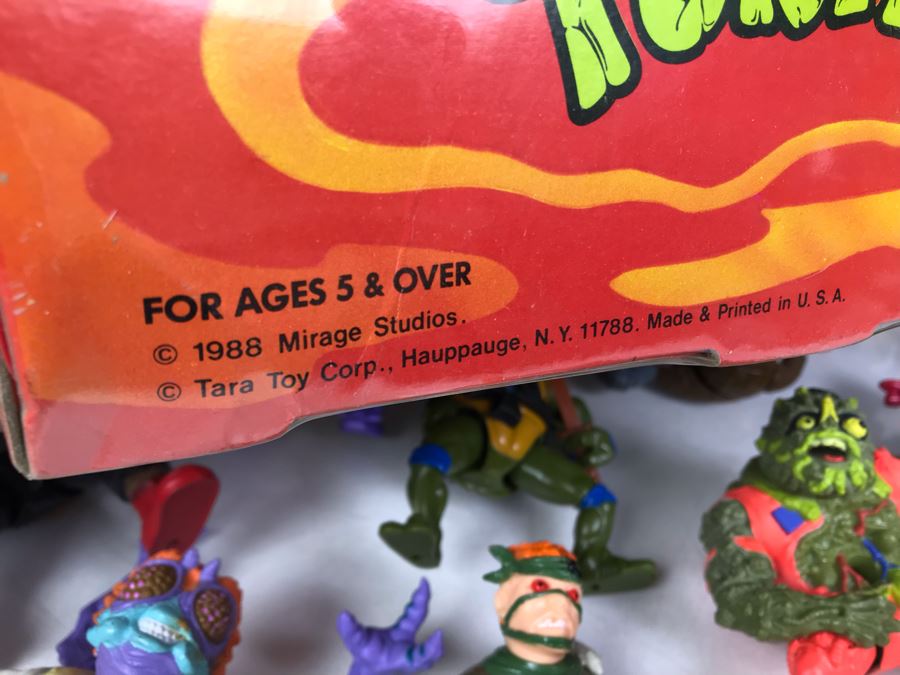 FOR AGES 5 & OVER
© 1988 Mirage Studios.
© Tara Toy Corp., Hauppauge, N.Y. 11788. Made & Printed in U.S.A.